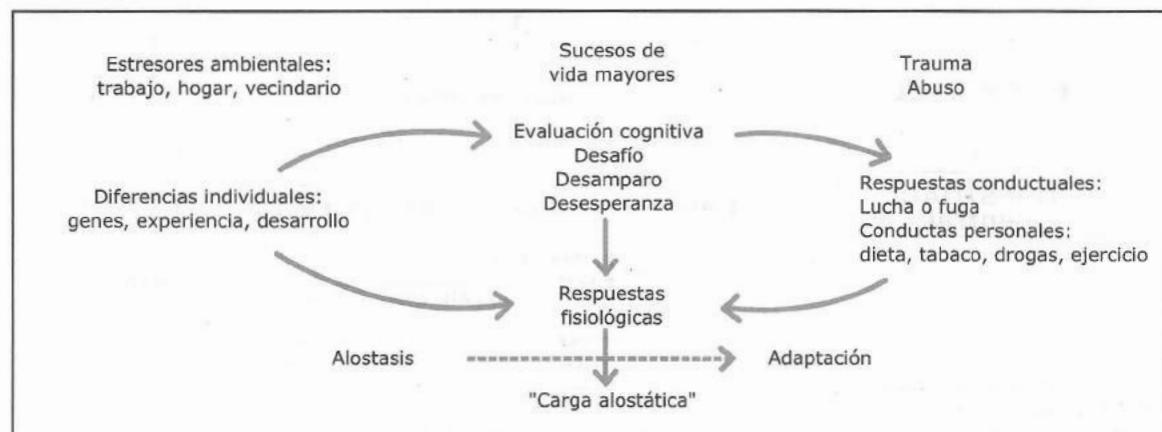 Estresores ambientales:
trabajo, hogar, vecindario
Sucesos de
vida mayores
Trauma
Abuso
Evaluación cognitiva
Desafío
Desamparo
Desesperanza
Diferencias individuales:
genes, experiencia, desarrollo
Respuestas conductuales:
Lucha o fuga
Conductas personales:
dieta, tabaco, drogas, ejercicio
Respuestas
fisiológicas
Alostasis
Adaptación
"Carga alostática"